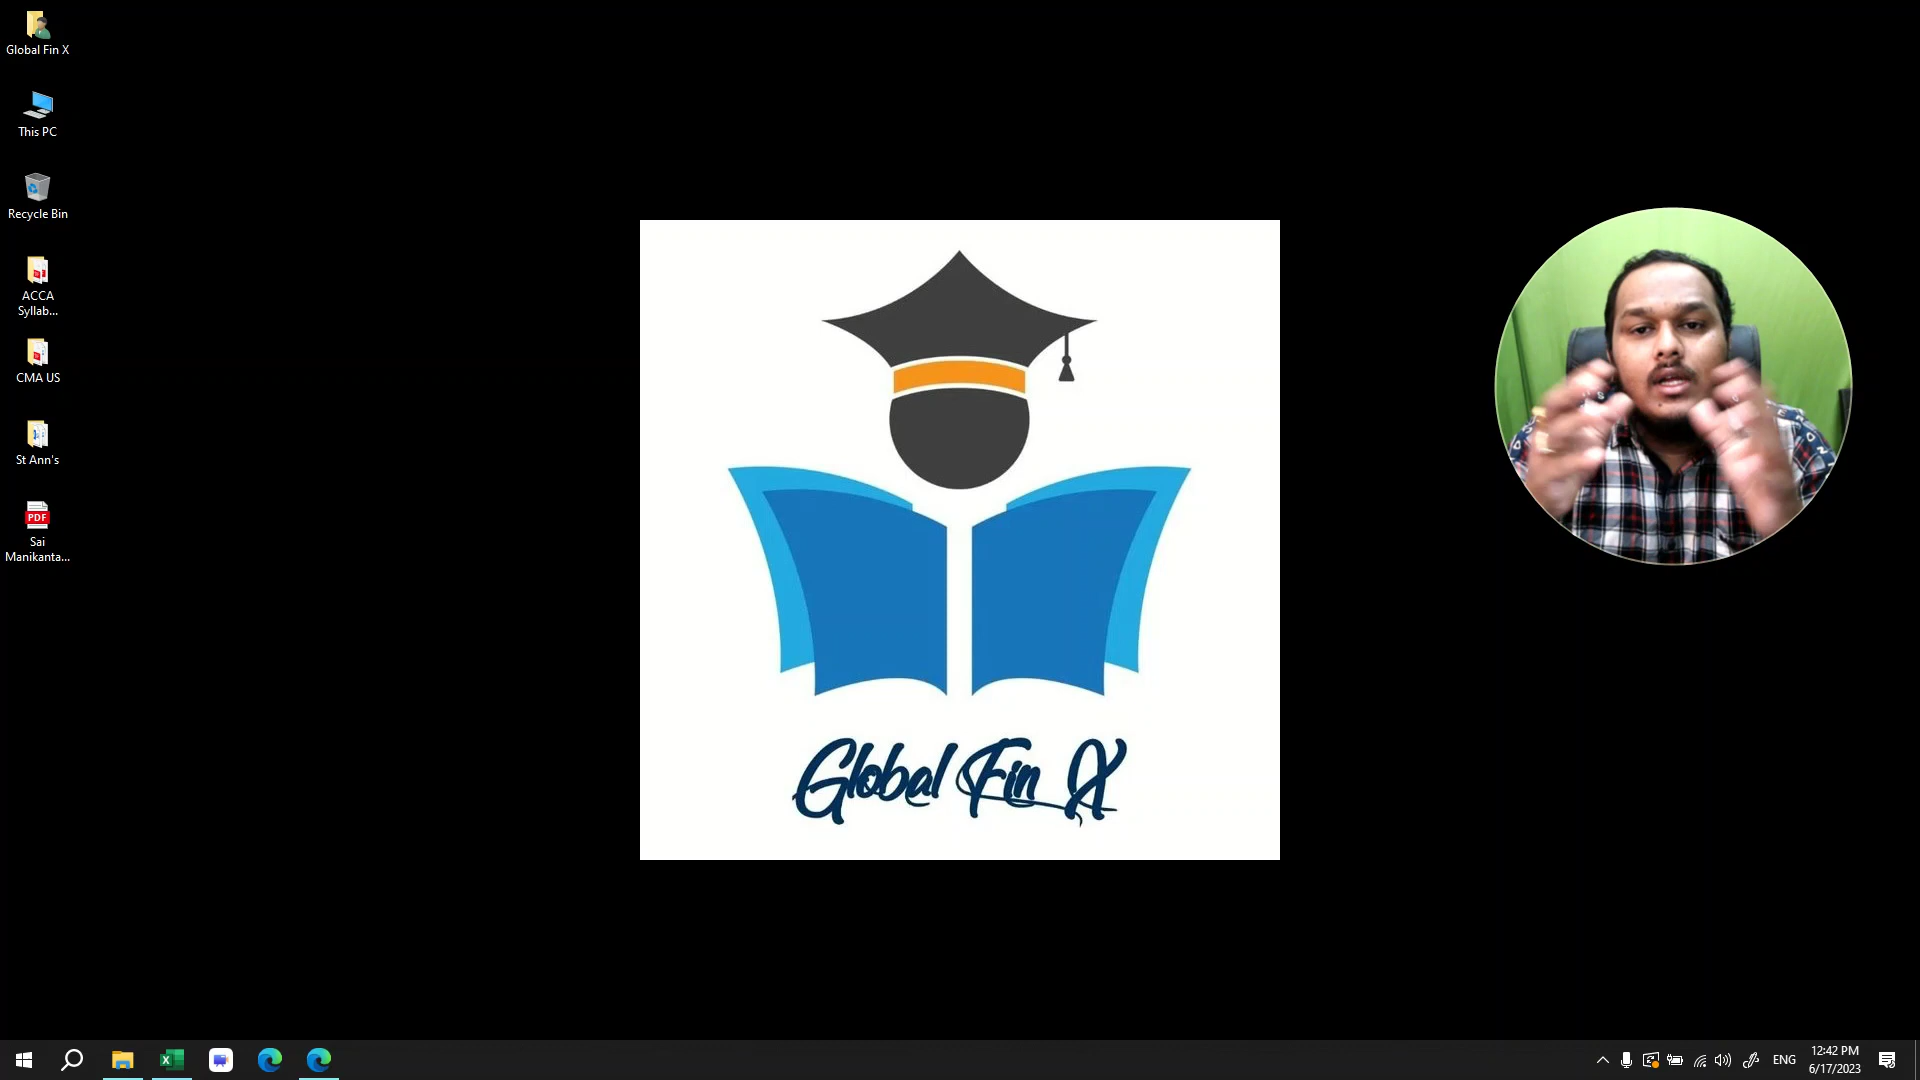 Global Fin X
This PC
Recycle Bin
ACCA
Syllab...
CMA US
St Ann's
PDF
Sai
Manikanta...
Global Fin X
ENG
12:42 PM
6/17/2023